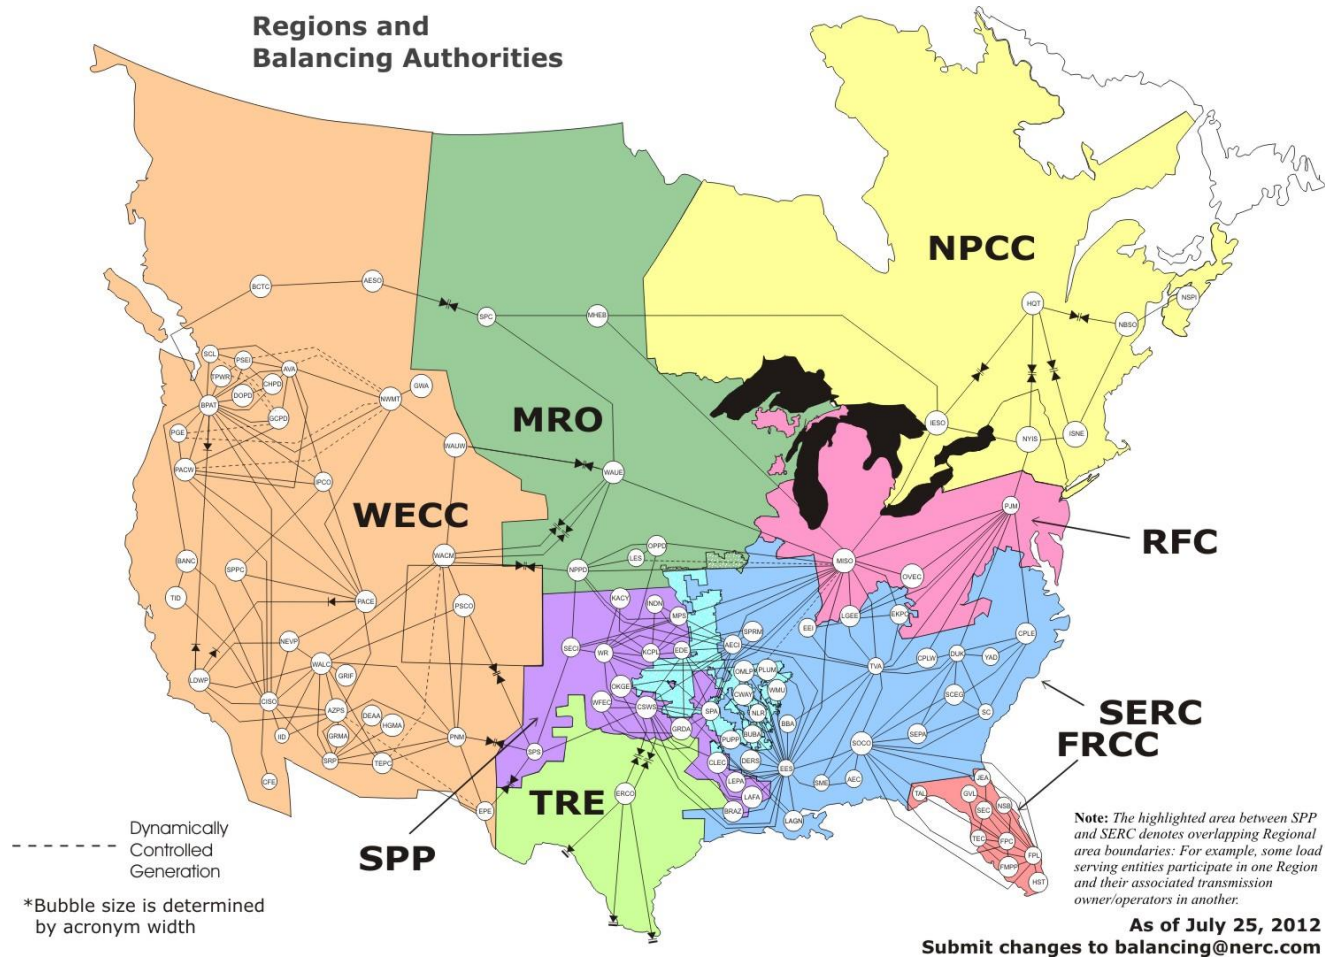 Regions and
Balancing Authorities
NPCC
MRO
WECC
RFC
SERC
FRCC
TRE
SPP
BCTC
AESO
SPC
MHEB
HQT
NSPI
NBSO
SCL
PSEI
AVA
TPWR
CHPD
DOPD
GWA
BPAT
NWMT
GCPD
IESO
NYIS
ISNE
PGE
WAUW
PACW
WAUE
IPCO
PJM
WACM
OPPD
LES
MISO
BANC
SPPC
NPPD
OVEC
TID
PACE
PSCO
KACY
INDN
MPS
LGEE
EKPC
EEI
SPRM
CPLE
NEVP
SECI
WR
KCPL
EDE
AECI
WALC
GRIF
TVA
CPLW
DUK
YAD
LDWP
OMLP
PLUM
CISO
OKGE
CWAY
WMU
SCEG
AZPS
DEAA
WFEC
CSWS
SPA
NLR
SC
HGMA
BBA
IID
GRMA
PNM
GRDA
PUPP
BUBA
SEPA
SOCO
SPS
SRP
TEPC
CLEC
DERS
EES
CFE
LEPA
SME
AEC
JEA
ERCO
LAFA
TAL
GVL
EPE
BRAZ
LAGN
SEC
NSB
TEC
FPC
FPL
FMPP
HST
Dynamically
Controlled
Generation
*Bubble size is determined
by acronym width
Note: The highlighted area between SPP
and SERC denotes overlapping Regional
area boundaries: For example, some load
serving entities participate in one Region
and their associated transmission
owner/operators in another.
As of July 25, 2012
Submit changes to balancing@nerc.com